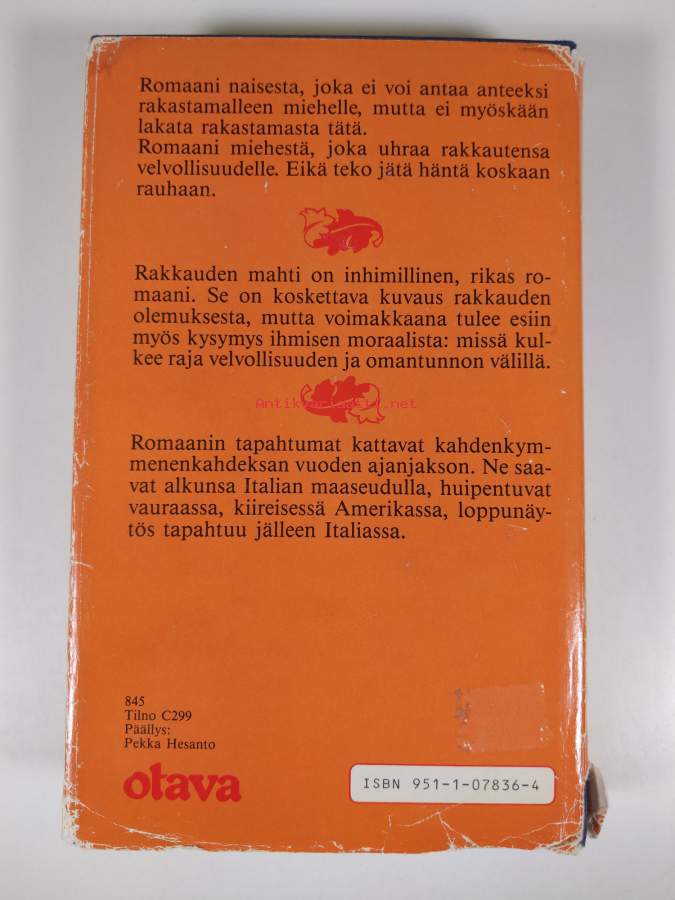 Romaani naisesta, joka ei voi antaa anteeksi
rakastamalleen miehelle, mutta ei myöskään
lakata rakastamasta tätä.
Romaani miehestä, joka uhraa rakkautensa
velvollisuudelle. Eikä teko jätä häntä koskaan
rauhaan.
Rakkauden mahti on inhimillinen, rikas ro-
maani. Se on koskettava kuvaus rakkauden
olemuksesta, mutta voimakkaana tulee esiin
myös kysymys ihmisen moraalista: missä kul-
kee raja velvollisuuden ja omantunnon välillä.
Antikvariaatti.net
Romaanin tapahtumat kattavat kahdenkym-
menenkahdeksan vuoden ajanjakson. Ne saa-
vat alkunsa Italian maaseudulla, huipentuvat
vauraassa, kiireisessä Amerikassa, loppunäy-
tös tapahtuu jälleen Italiassa.
845
Tilno C299
Päällys:
Pekka Hesanto
otava
ISBN 951-1-07836-4